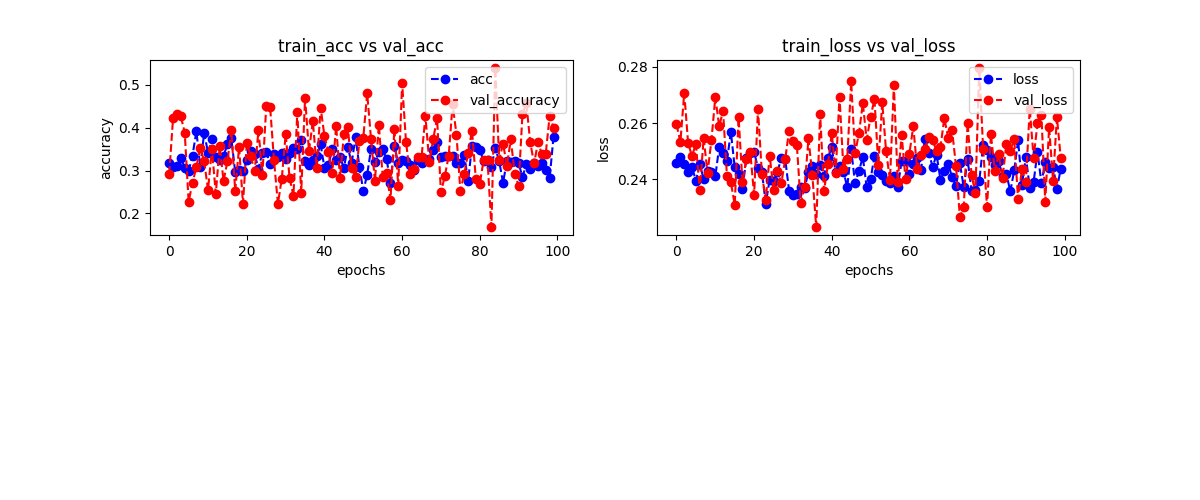 train_acc vs val_acc
0.5
0.4
0.3
0.2
accuracy
0
20
40
60
80
100
epochs
acc
val_accuracy
train_loss vs val_loss
0.28
0.26
0.24
loss
0
20
40
60
80
100
epochs
loss
val_loss